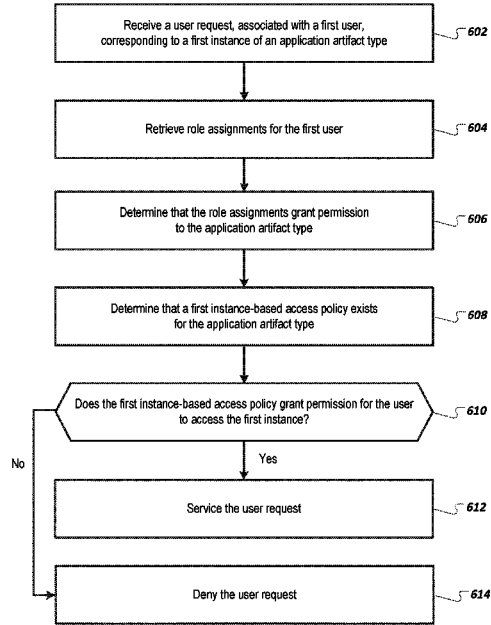 Receive a user request, associated with a first user,
corresponding to a first instance of an application artifact type
602
Retrieve role assignments for the first user
604
Determine that the role assignments grant permission
to the application artifact type
606
Determine that a first instance-based access policy exists
for the application artifact type
608
Does the first instance-based access policy grant permission for the user
to access the first instance?
610
No
Yes
Service the user request
612
Deny the user request
614